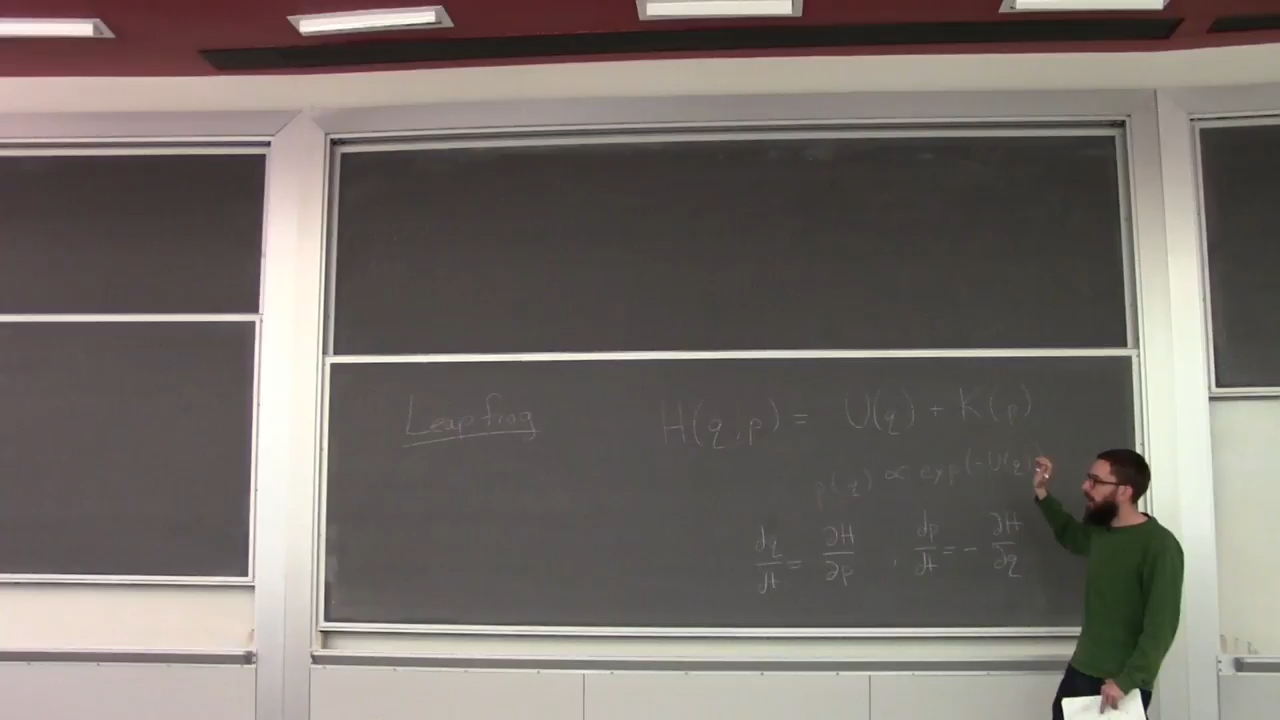 Leapfrog
H(q,p) = U(q) + K(p)
p(q) ∝ exp(-U(q))
dq/dt = ∂H/∂p , dp/dt = - ∂H/∂q